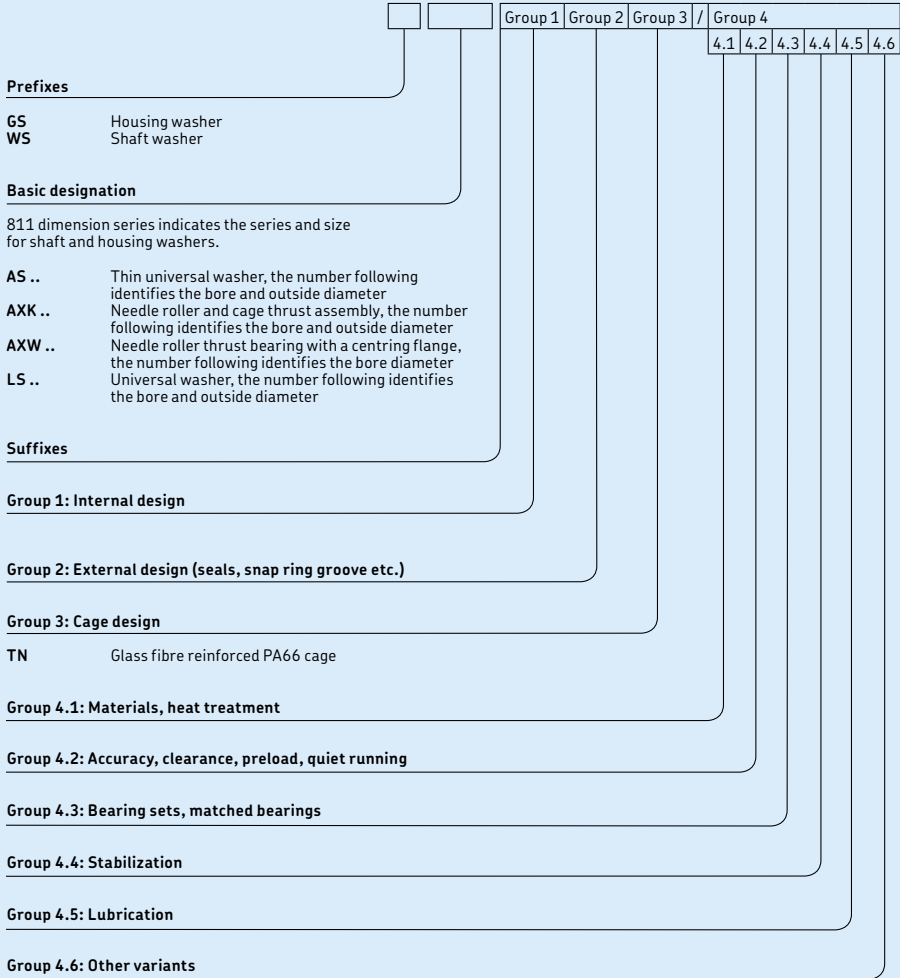 Group 1 Group 2 Group 3 / Group 4
4.1 4.2 4.3 4.4 4.5 4.6
Prefixes
GS Housing washer
WS Shaft washer
Basic designation
811 dimension series indicates the series and size
for shaft and housing washers.
AS .. Thin universal washer, the number following
identifies the bore and outside diameter
AXK .. Needle roller and cage thrust assembly, the number
following identifies the bore and outside diameter
AXW .. Needle roller thrust bearing with a centring flange,
the number following identifies the bore diameter
LS .. Universal washer, the number following identifies
the bore and outside diameter
Suffixes
Group 1: Internal design
Group 2: External design (seals, snap ring groove etc.)
Group 3: Cage design
TN Glass fibre reinforced PA66 cage
Group 4.1: Materials, heat treatment
Group 4.2: Accuracy, clearance, preload, quiet running
Group 4.3: Bearing sets, matched bearings
Group 4.4: Stabilization
Group 4.5: Lubrication
Group 4.6: Other variants